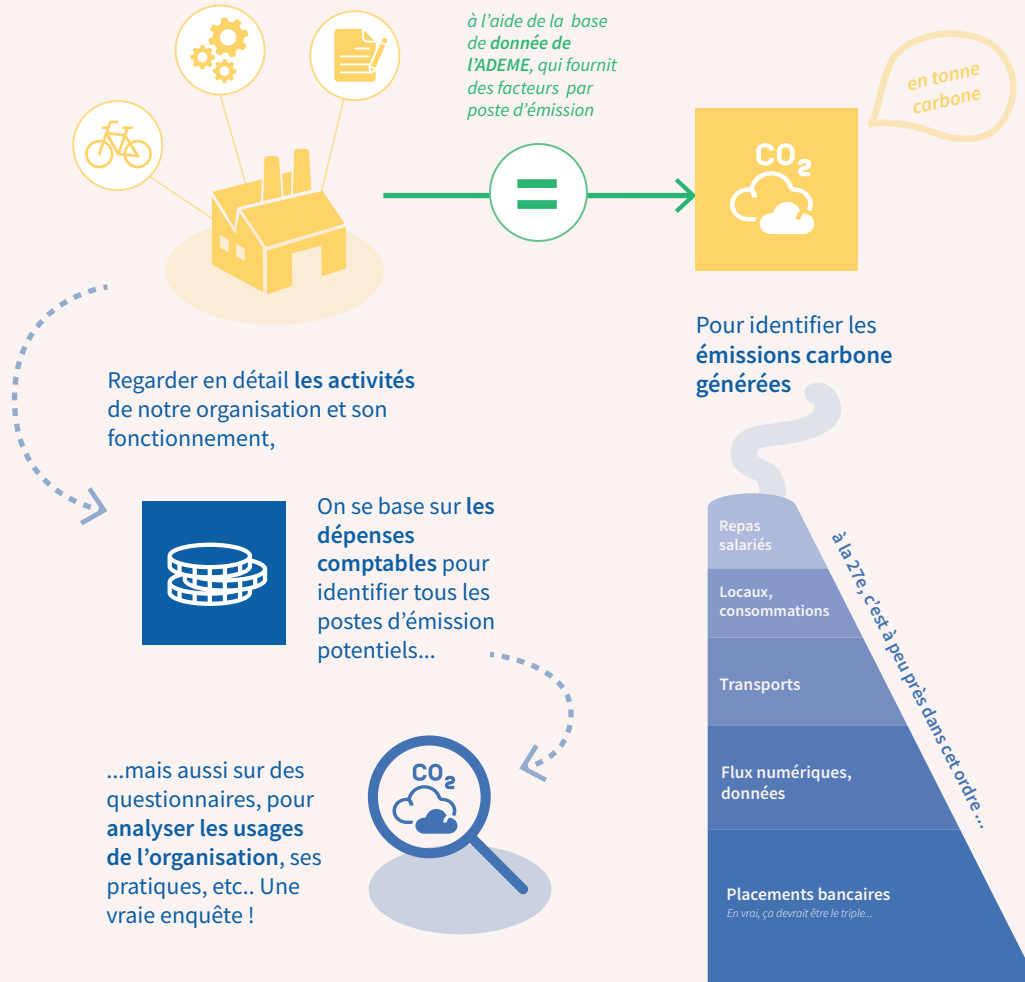 à l’aide de la base
de donnée de
l’ADEME, qui fournit
des facteurs par
poste d’émission
en tonne
carbone
CO2
Pour identifier les
émissions carbone
générées
Regarder en détail les activités
de notre organisation et son
fonctionnement,
On se base sur les
dépenses
comptables pour
identifier tous les
postes d’émission
potentiels...
...mais aussi sur des
questionnaires, pour
analyser les usages
de l’organisation, ses
pratiques, etc.. Une
vraie enquête !
CO2
Repas
salariés
Locaux,
consommations
Transports
Flux numériques,
données
Placements bancaires
En vrai, ça devrait être le triple...
à la 27e, c’est à peu près dans cet ordre ...